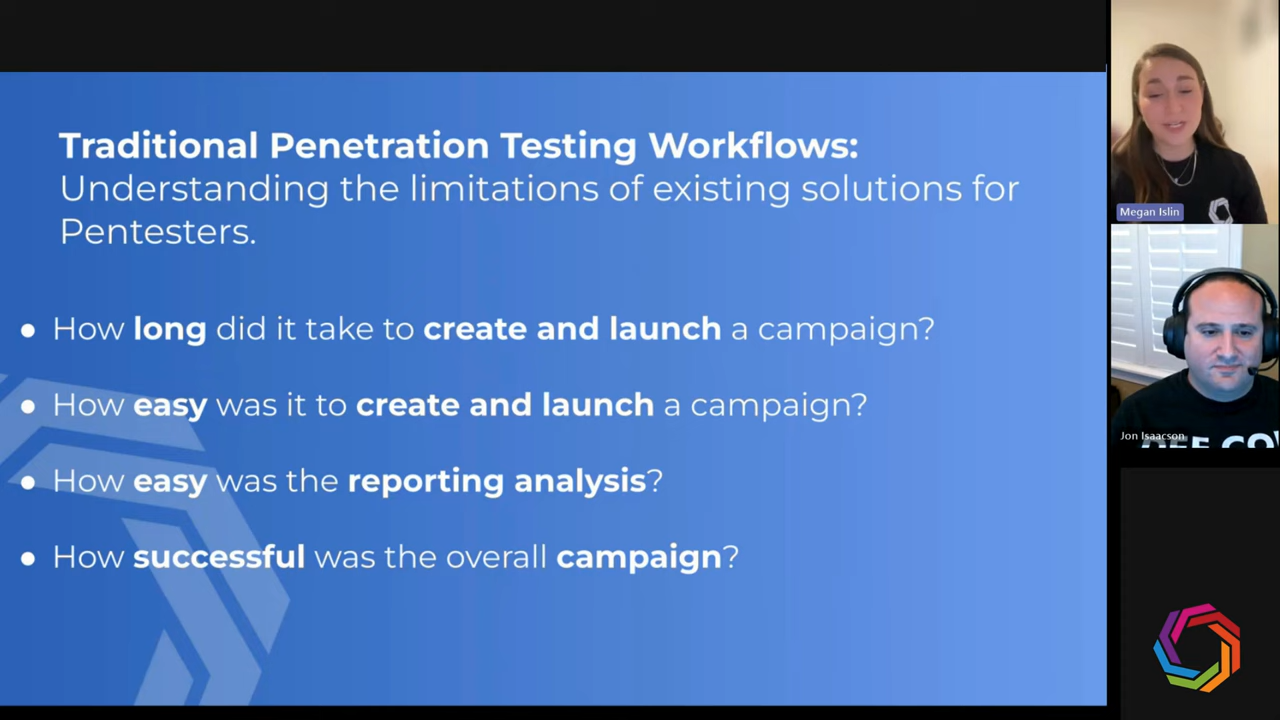 Traditional Penetration Testing Workflows:
Understanding the limitations of existing solutions for
Pentesters.
● How long did it take to create and launch a campaign?
● How easy was it to create and launch a campaign?
● How easy was the reporting analysis?
● How successful was the overall campaign?
Megan Islin
Jon Isaacson